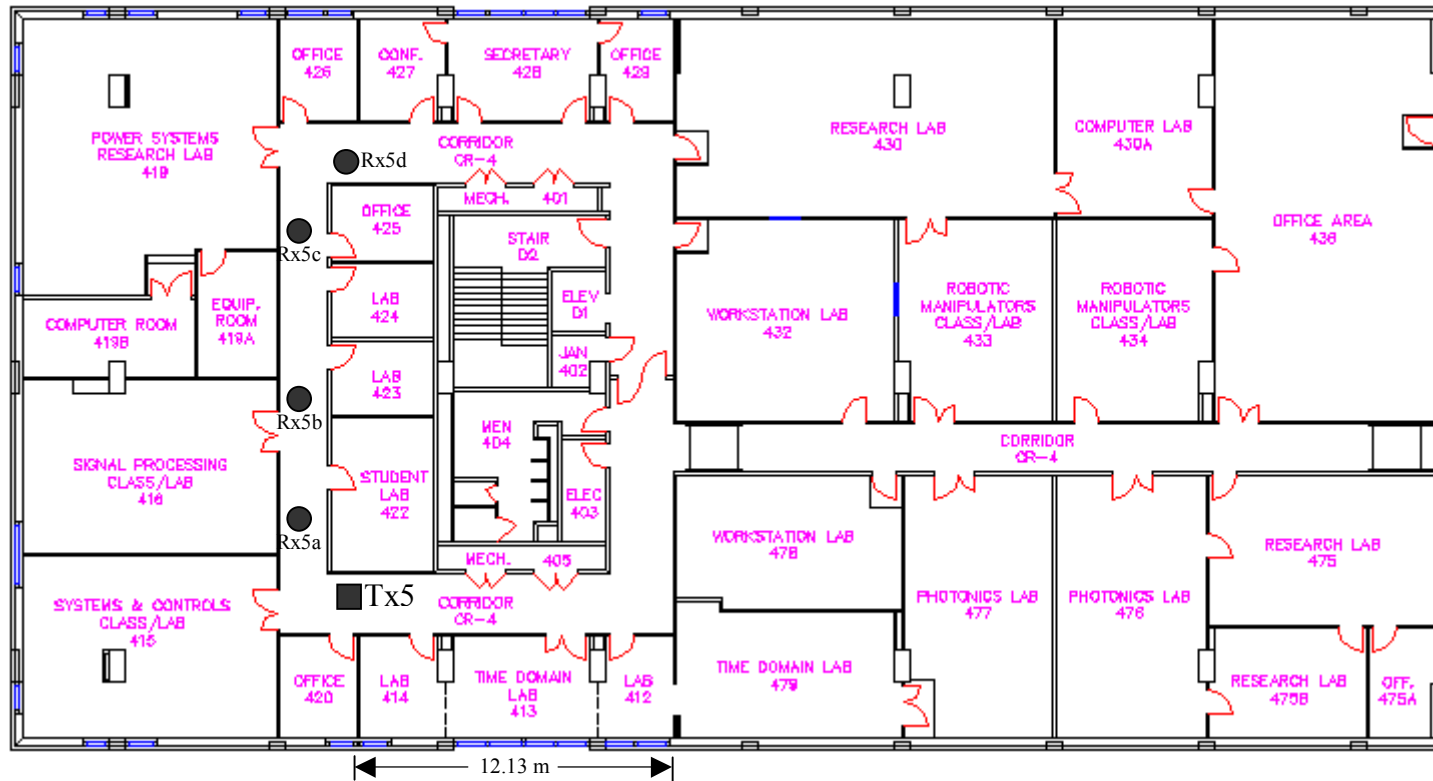 OFFICE
426
CONF.
427
SECRETARY
428
OFFICE
429
POWER SYSTEMS
RESEARCH LAB
419
CORRIDOR
CR-4
Rx5d
RESEARCH LAB
430
COMPUTER LAB
430A
MECH. 401
OFFICE
425
OFFICE AREA
436
Rx5c
STAIR
D2
LAB
424
ELEV
D1
COMPUTER ROOM
419B
EQUIP.
ROOM
419A
WORKSTATION LAB
432
ROBOTIC
MANIPULATORS
CLASS/LAB
433
ROBOTIC
MANIPULATORS
CLASS/LAB
434
JAN
402
LAB
423
Rx5b
MEN
404
CORRIDOR
CR-4
SIGNAL PROCESSING
CLASS/LAB
416
STUDENT
LAB
422
ELEC
403
Rx5a
WORKSTATION LAB
478
RESEARCH LAB
475
MECH. 405
Tx5
SYSTEMS & CONTROLS
CLASS/LAB
415
CORRIDOR
CR-4
PHOTONICS LAB
477
PHOTONICS LAB
476
OFFICE
420
LAB
414
TIME DOMAIN
LAB
413
LAB
412
TIME DOMAIN LAB
479
RESEARCH LAB
475B
OFF.
475A
12.13 m